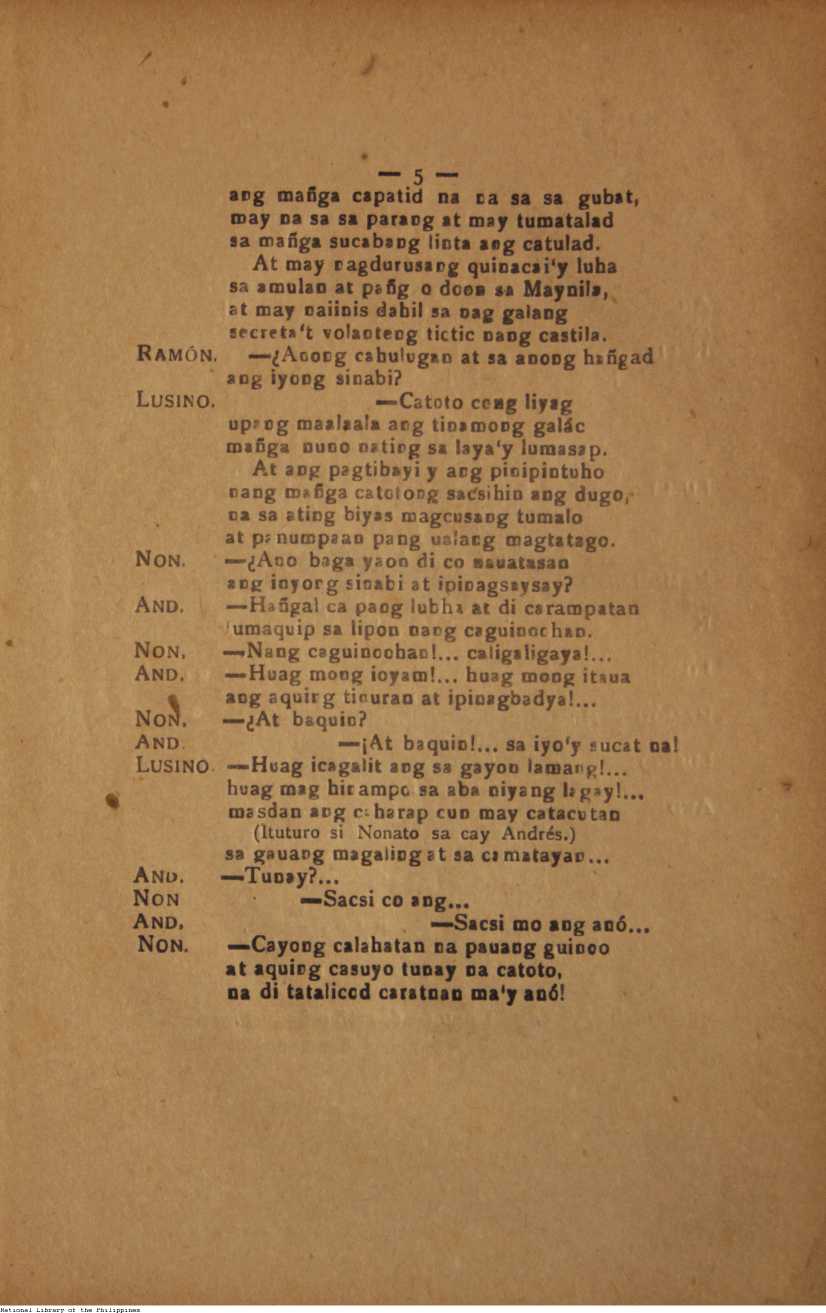 — 5 —
ang mañga capatid na na sa sa gubat,
may na sa sa parang at may tumatalad
sa mañga sucabang linta ang catulad.
At may nagdurusang quinacai'y luha
sa amulan at pañg o doon sa Maynila,
at may naiinis dahil sa nag galang
secreta't volanteng tictic nang castila.
RAMÓN. —¿Anong cahulugan at sa anong hañgad
ang iyong sinabi?
LUSINO. —Catoto cong liyag
upang maalaala ang tinamong galác
mañga nuno nating sa laya'y lumasap.
At ang pagtibayi y ang pinipintuho
nang mañga catotong sacsihin ang dugo,
na sa ating biyas magcusang tumalo
at panumpaan pang ualang magtatago.
NON. —¿Ano baga yaon di co nauatasan
ang inyong sinabi at ipinagsaysay?
AND. —Hañgal ca pang lubha at di carampatan
umaquip sa lipon nang caguinochan.
NON. —Nang caguinoohan!... caligaligaya!...
AND. —Huag mong inyam!... huag mong itaua
ang aquing tinuran at ipinagbadya!...
NON. —¿At baquin?
AND. —¡At baquin!... sa iyo'y sucat na!
LUSINO. —Huag icagalit ang sa gayon lamang!...
huag mag hinampo sa aba niyang lagay!...
masdan ang caharap cun may catacutan
(Ituturo si Nonato sa cay Andrés.)
sa gauang magaling at sa camatayan...
AND. —Tunay?...
NON —Sacsi co ang...
AND. —Sacsi mo ang anó...
NON. —Cayong calahatan na pauang guinoo
at aquing casuyo tunay na catoto,
na di tatalicod caratnan ma'y anó!
National Library of the Philippines